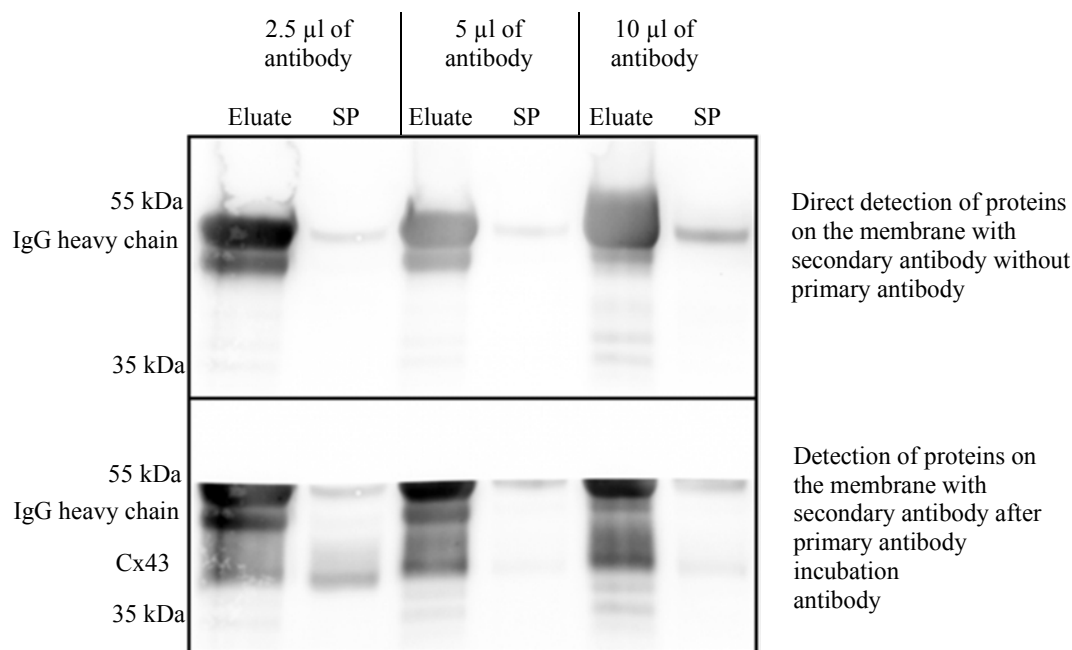 2.5 µl of
antibody
5 µl of
antibody
10 µl of
antibody
Eluate
SP
Eluate
SP
Eluate
SP
55 kDa
IgG heavy chain
35 kDa
Direct detection of proteins
on the membrane with
secondary antibody without
primary antibody
55 kDa
IgG heavy chain
Cx43
35 kDa
Detection of proteins on
the membrane with
secondary antibody after
primary antibody
incubation
antibody